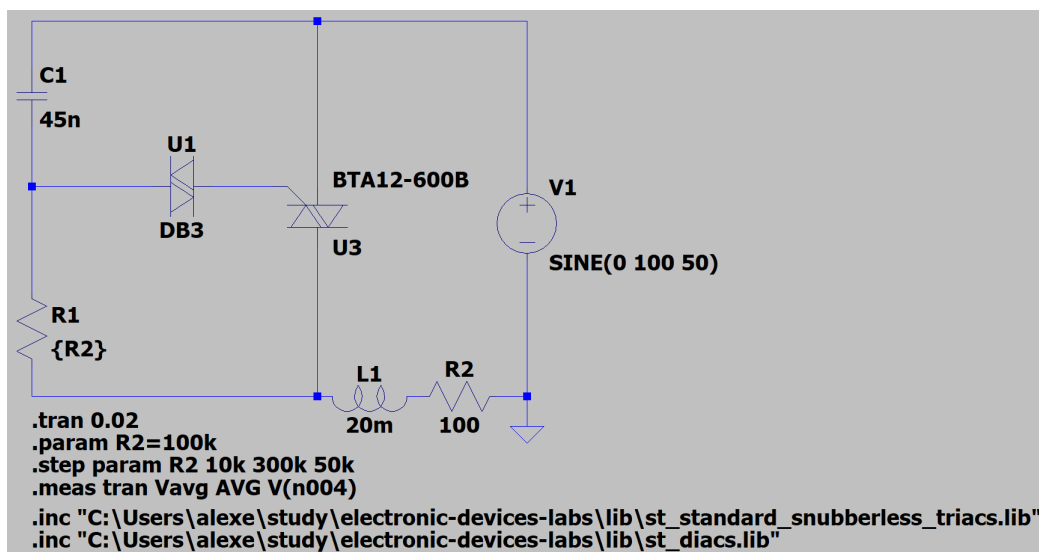 C1
45n
U1
DB3
BTA12-600B
U3
V1
SINE(0 100 50)
R1
{R2}
L1
20m
R2
100
.tran 0.02
.param R2=100k
.step param R2 10k 300k 50k
.meas tran Vavg AVG V(n004)
.inc "C:\Users\alexe\study\electronic-devices-labs\lib\st_standard_snubberless_triacs.lib"
.inc "C:\Users\alexe\study\electronic-devices-labs\lib\st_diacs.lib"